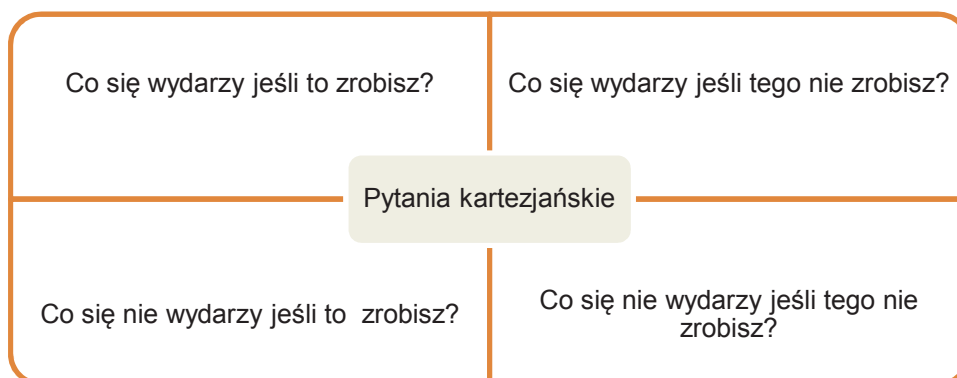 Co się wydarzy jeśli to zrobisz?
Co się wydarzy jeśli tego nie zrobisz?
Pytania kartezjańskie
Co się nie wydarzy jeśli to  zrobisz?
Co się nie wydarzy jeśli tego nie
zrobisz?